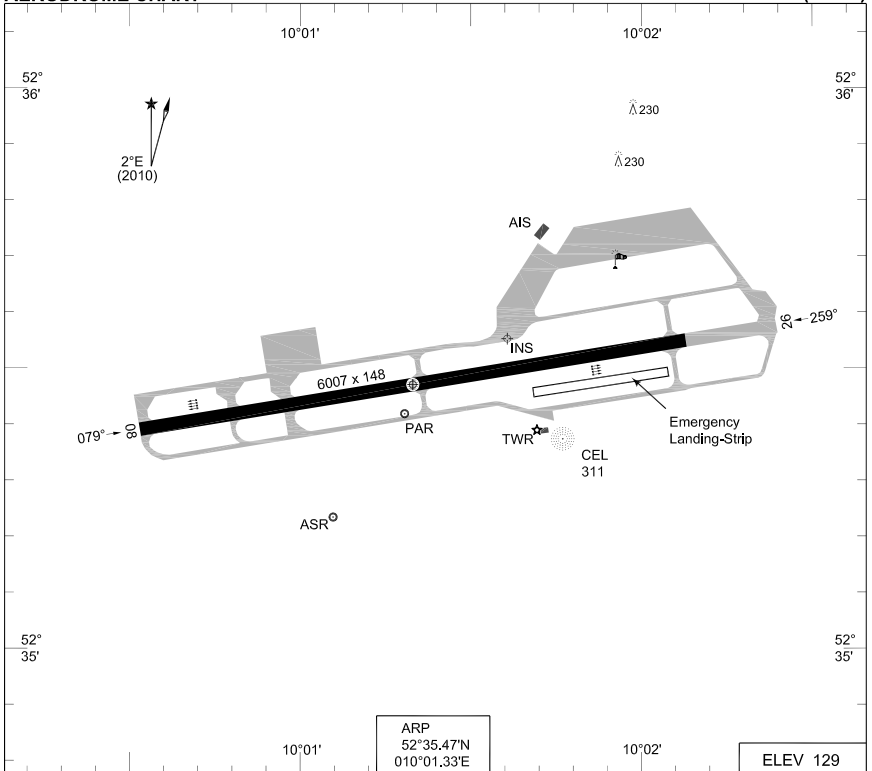 10°01'
10°02'
52°
36'
52°
36'
230
2°E
(2010)
230
AIS
26
259°
INS
6007 x 148
079°
08
PAR
TWR
Emergency
Landing-Strip
CEL
311
ASR
52°
35'
52°
35'
10°01'
ARP
52°35.47'N
010°01.33'E
10°02'
ELEV 129